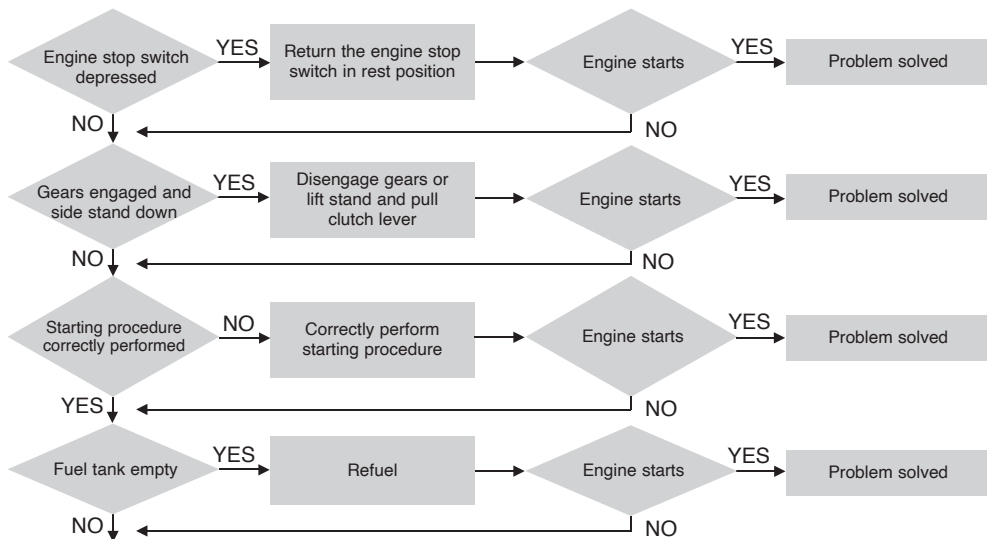 Engine stop switch
depressed
YES
Return the engine stop
switch in rest position
Engine starts
YES
Problem solved
NO
NO
Gears engaged and
side stand down
YES
Disengage gears or
lift stand and pull
clutch lever
Engine starts
YES
Problem solved
NO
NO
Starting procedure
correctly performed
NO
Correctly perform
starting procedure
Engine starts
YES
Problem solved
YES
NO
Fuel tank empty
YES
Refuel
Engine starts
YES
Problem solved
NO
NO